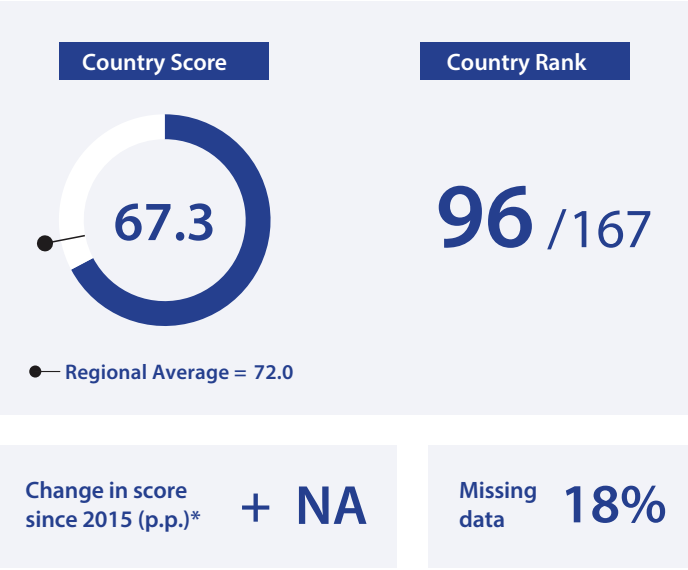 Country Score
Country Rank
67.3
96 /167
Regional Average = 72.0
Change in score
since 2015 (p.p.)*
+ NA
Missing
data
18%